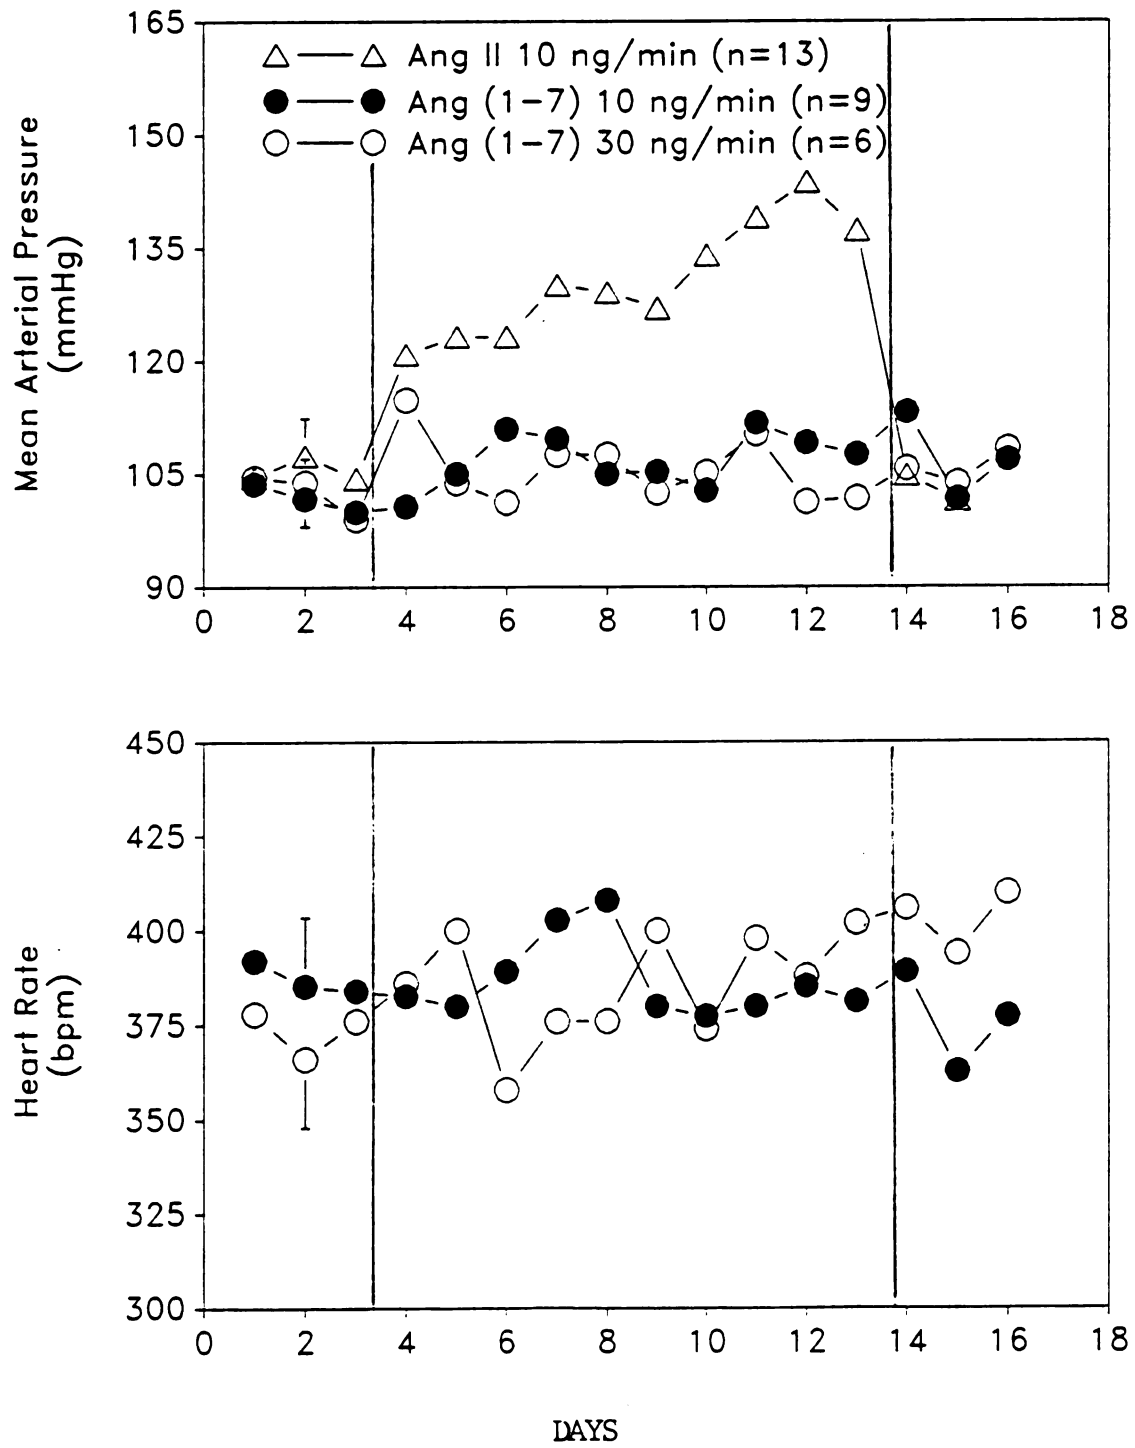 165
150
135
120
105
90
Mean Arterial Pressure
(mmHg)
Ang II 10 ng/min (n=13)
Ang (1-7) 10 ng/min (n=9)
Ang (1-7) 30 ng/min (n=6)
0 2 4 6 8 10 12 14 16 18
450
425
400
375
350
325
300
Heart Rate
(bpm)
0 2 4 6 8 10 12 14 16 18
DAYS